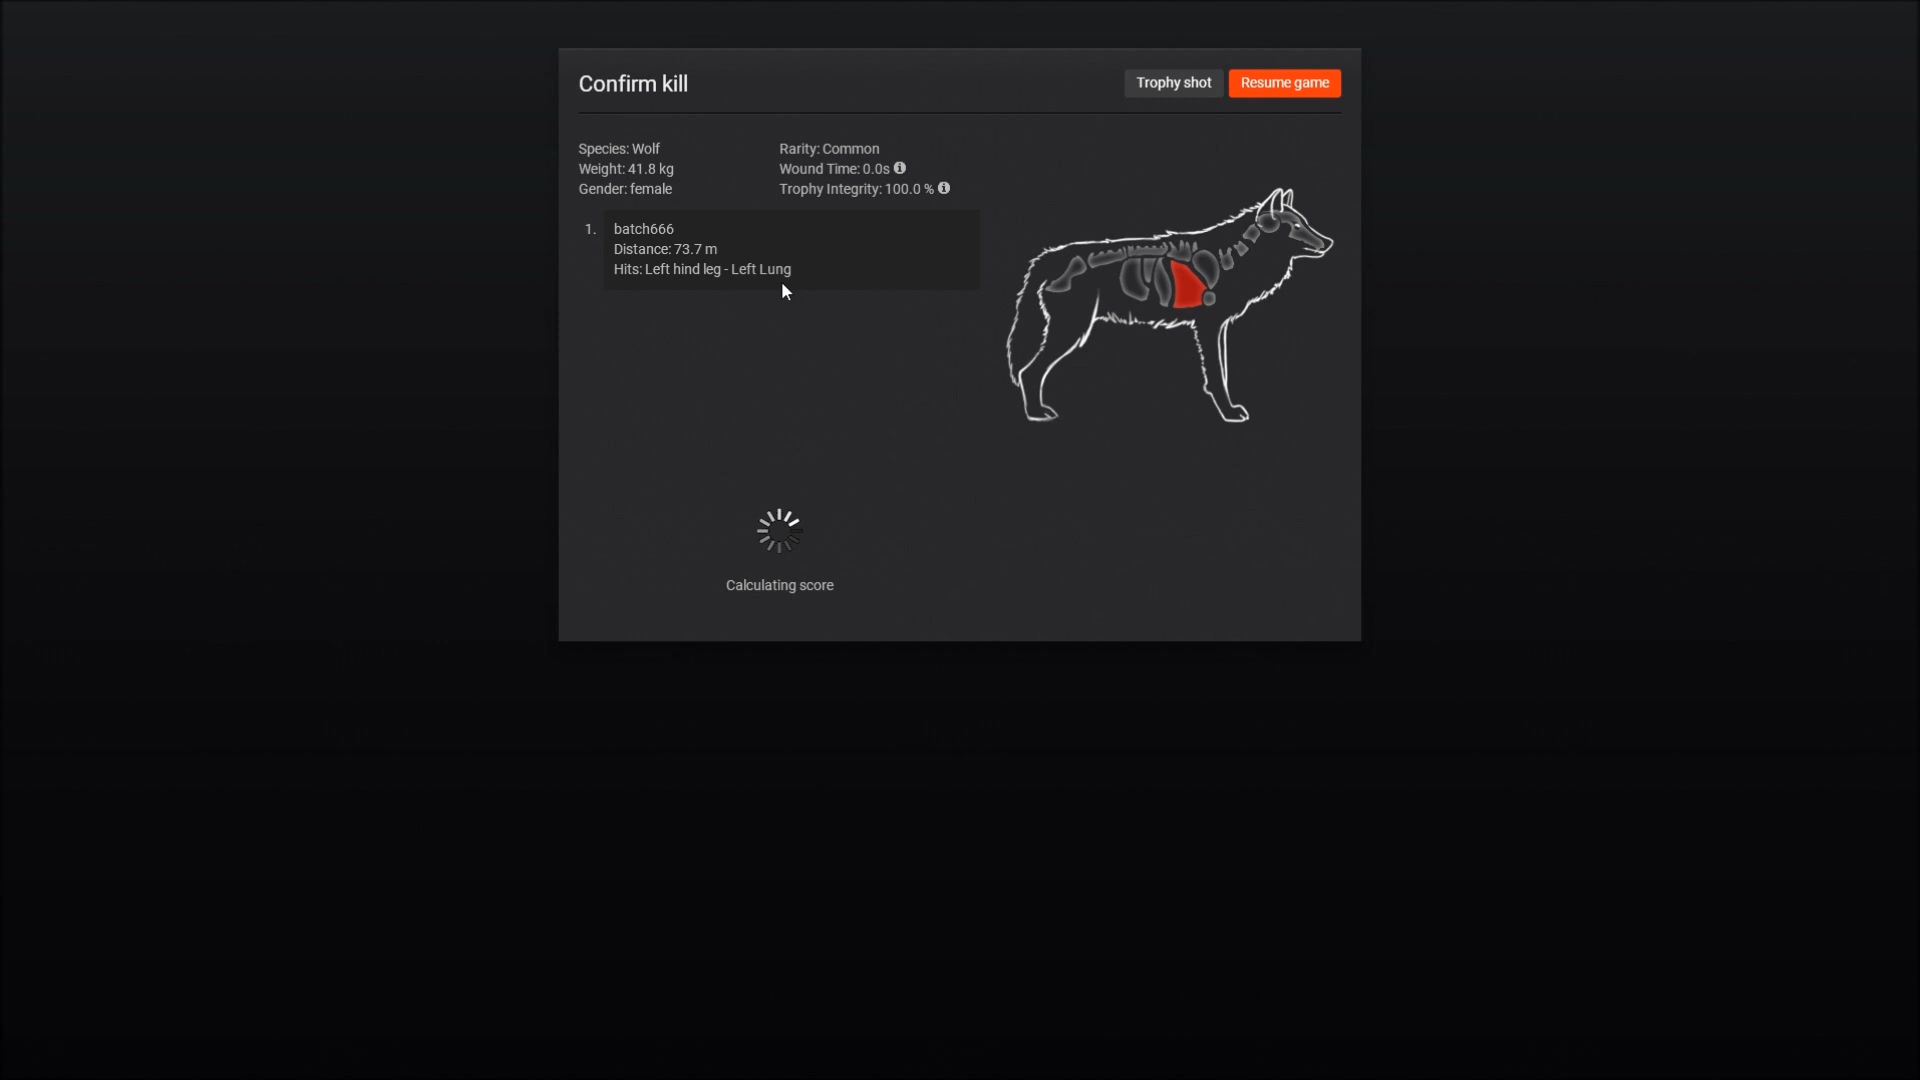 Confirm kill
Trophy shot
Resume game
Species: Wolf
Weight: 41.8 kg
Gender: female
Rarity: Common
Wound Time: 0.0s
Trophy Integrity: 100.0 %
1. batch666
Distance: 73.7 m
Hits: Left hind leg - Left Lung
Calculating score